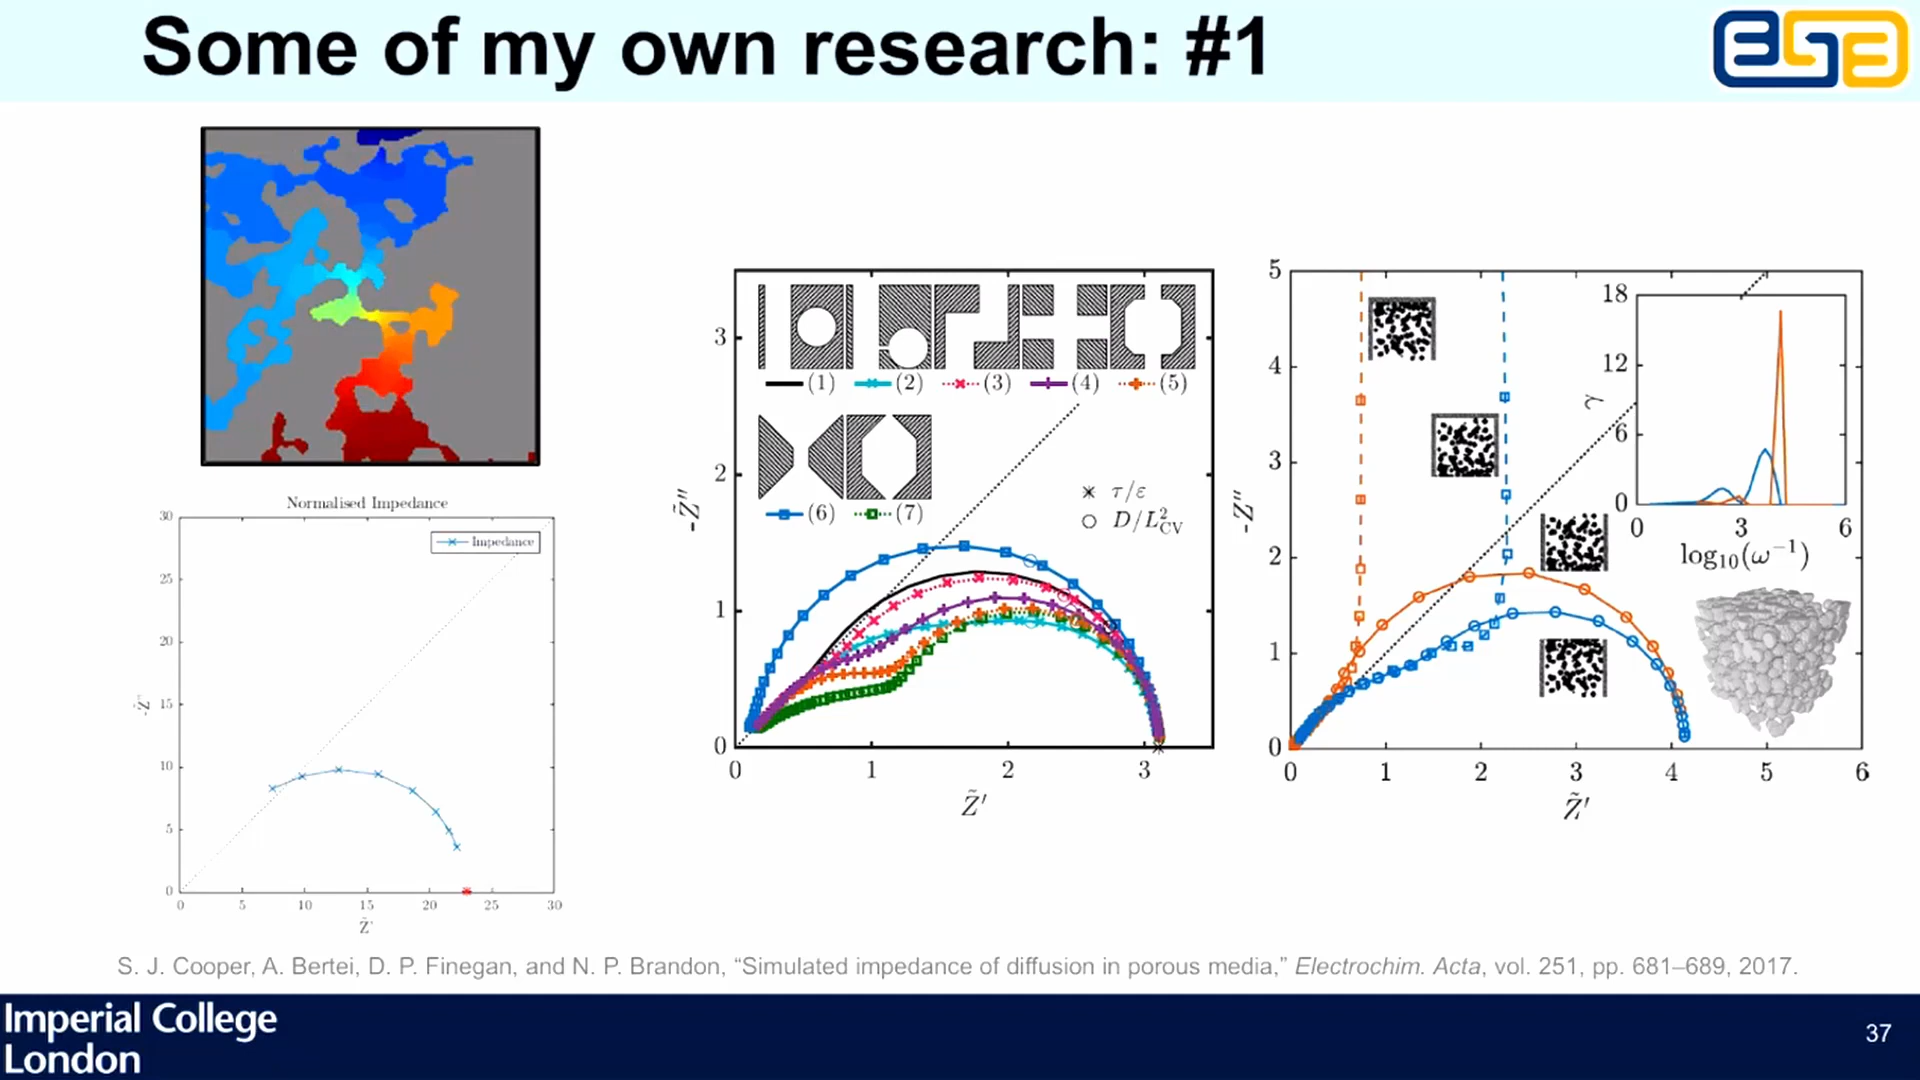 Some of my own research: #1
Normalised Impedance
Impedance
30
25
20
15
10
5
0
-Z̃''
0 5 10 15 20 25 30
Z̃'
(1) (2) (3) (4) (5)
(6) (7)
τ/ε
D/L²CV
3
2
1
0
-Z̃''
0 1 2 3
Z̃'
5
4
3
2
1
0
-Z̃''
0 1 2 3 4 5 6
Z̃'
18
12
6
0
γ
0 3 6
log₁₀(ω⁻¹)
S. J. Cooper, A. Bertei, D. P. Finegan, and N. P. Brandon, “Simulated impedance of diffusion in porous media,” Electrochim. Acta, vol. 251, pp. 681–689, 2017.
Imperial College
London
37